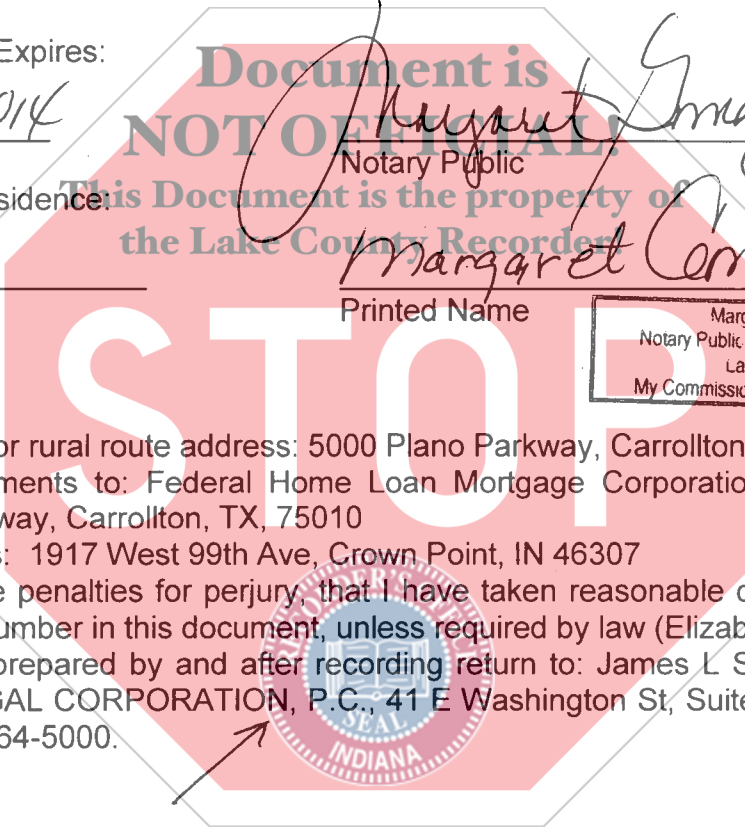 Expires:
Document is
014
NOT OFFICIAL!
Notary Public
sidence:
This Document is the property of
the Lake County Recorder!
Margaret
Printed Name
Notary Public
My Commissio
STOP
or rural route address: 5000 Plano Parkway, Carrollton
ments to: Federal Home Loan Mortgage Corporatio
way, Carrollton, TX, 75010
s: 1917 West 99th Ave, Crown Point, IN 46307
e penalties for perjury, that I have taken reasonable c
umber in this document, unless required by law (Elizab
prepared by and after recording return to: James L S
GAL CORPORATION, P.C., 41 E Washington St, Suite
64-5000.
SEAL
INDIANA